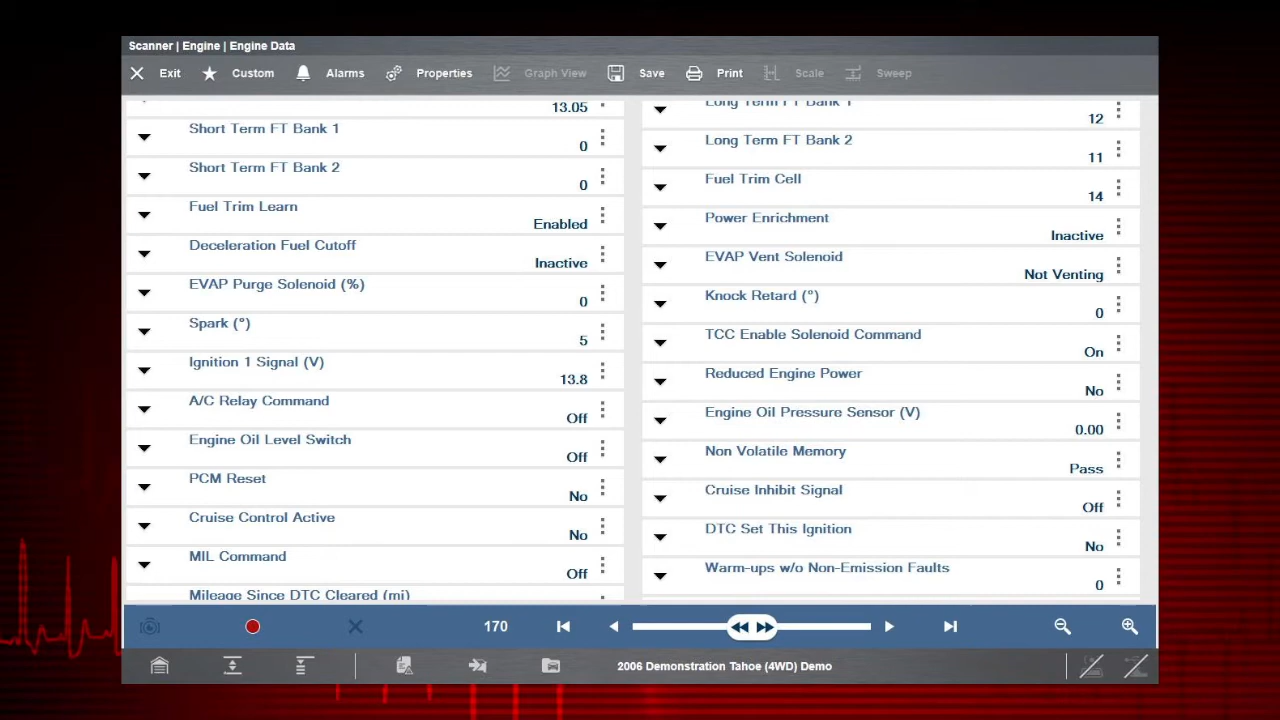 Scanner | Engine | Engine Data
Exit Custom Alarms Properties Graph View Save Print Scale Sweep
13.05
Short Term FT Bank 1
0
Short Term FT Bank 2
0
Fuel Trim Learn
Enabled
Deceleration Fuel Cutoff
Inactive
EVAP Purge Solenoid (%)
0
Spark (°)
5
Ignition 1 Signal (V)
13.8
A/C Relay Command
Off
Engine Oil Level Switch
Off
PCM Reset
No
Cruise Control Active
No
MIL Command
Off
Mileage Since DTC Cleared (mi)
Long Term FT Bank 1
12
Long Term FT Bank 2
11
Fuel Trim Cell
14
Power Enrichment
Inactive
EVAP Vent Solenoid
Not Venting
Knock Retard (°)
0
TCC Enable Solenoid Command
On
Reduced Engine Power
No
Engine Oil Pressure Sensor (V)
0.00
Non Volatile Memory
Pass
Cruise Inhibit Signal
Off
DTC Set This Ignition
No
Warm-ups w/o Non-Emission Faults
0
170
2006 Demonstration Tahoe (4WD) Demo